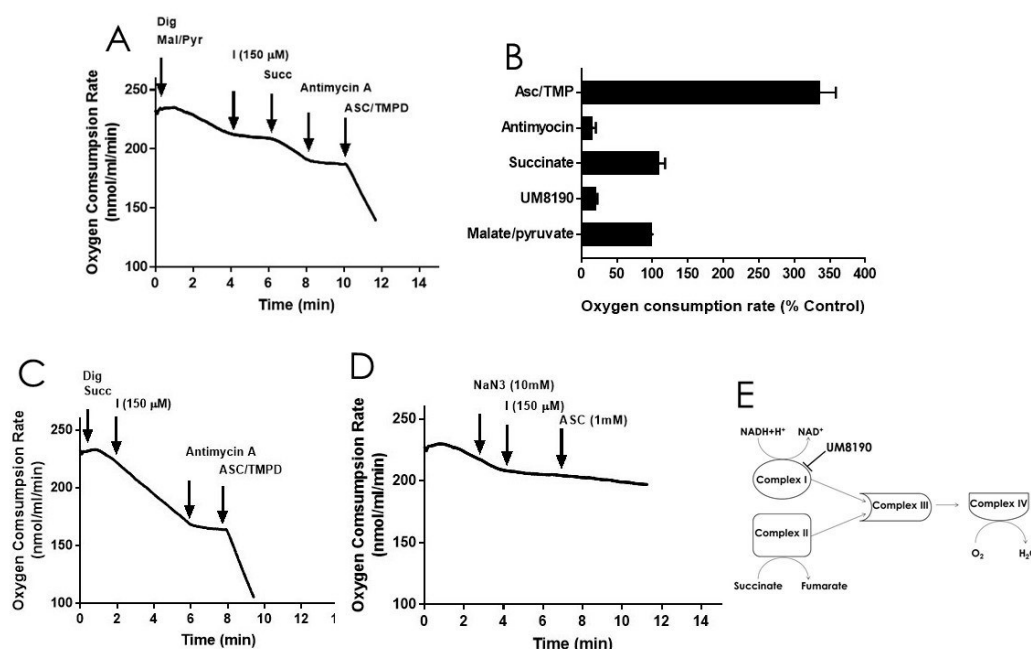 A
Dig
Mal/Pyr
I (150 µM)
Succ
Antimycin A
ASC/TMPD
Oxygen Comsumpsion Rate
(nmol/ml/min)
250
200
150
100
0 2 4 6 8 10 12 14
Time (min)
B
Asc/TMP
Antimyocin
Succinate
UM8190
Malate/pyruvate
0 50 100 150 200 250 300 350 400
Oxygen consumption rate (% Control)
C
Dig
Succ
I (150 µM)
Antimycin A
ASC/TMPD
Oxygen Comsumpsion Rate
(nmol/ml/min)
250
200
150
100
0 2 4 6 8 10 12 1
Time (min)
D
NaN3 (10mM)
I (150 µM)
ASC (1mM)
Oxygen Comsumpsion Rate
(nmol/ml/min)
250
200
150
100
0 2 4 6 8 10 12 14
Time (min)
E
NADH+H⁺ NAD⁺
UM8190
Complex I
Complex III
Complex IV
Complex II
O₂
Succinate Fumarate